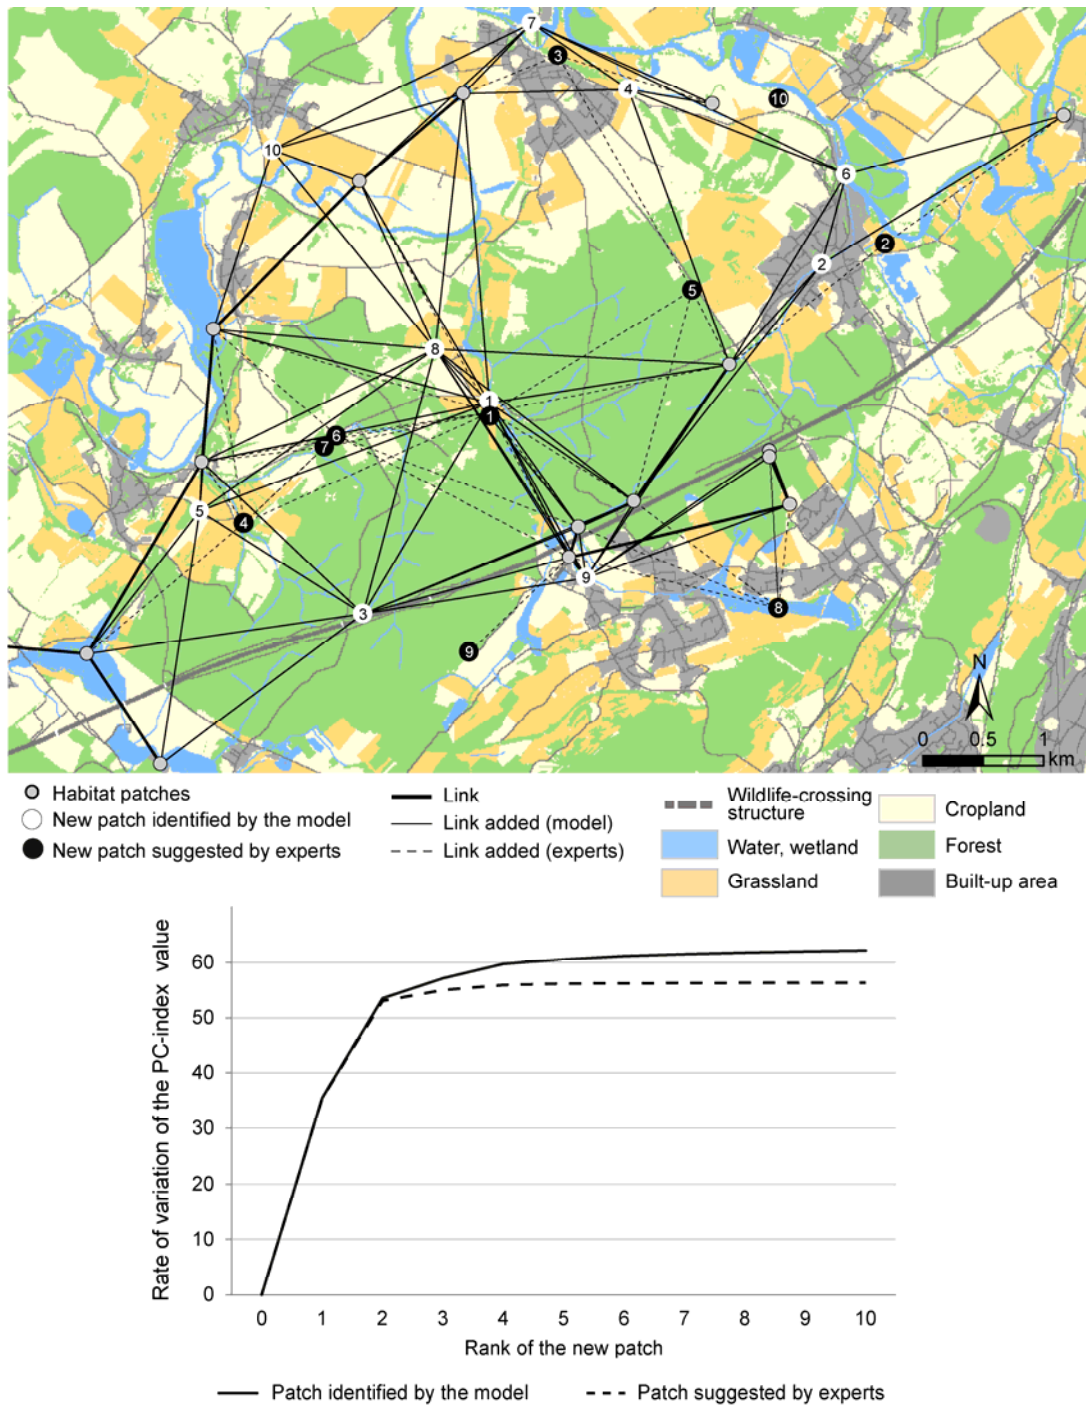 7
3
4
10
10
6
2
2
5
8
1
1
6
7
5
4
9
8
3
9
N
0 0.5 1
km
Habitat patches
New patch identified by the model
New patch suggested by experts
Link
Link added (model)
Link added (experts)
Wildlife-crossing
structure
Water, wetland
Grassland
Cropland
Forest
Built-up area
Rate of variation of the PC-index value
60
50
40
30
20
10
0
0 1 2 3 4 5 6 7 8 9 10
Rank of the new patch
Patch identified by the model
Patch suggested by experts